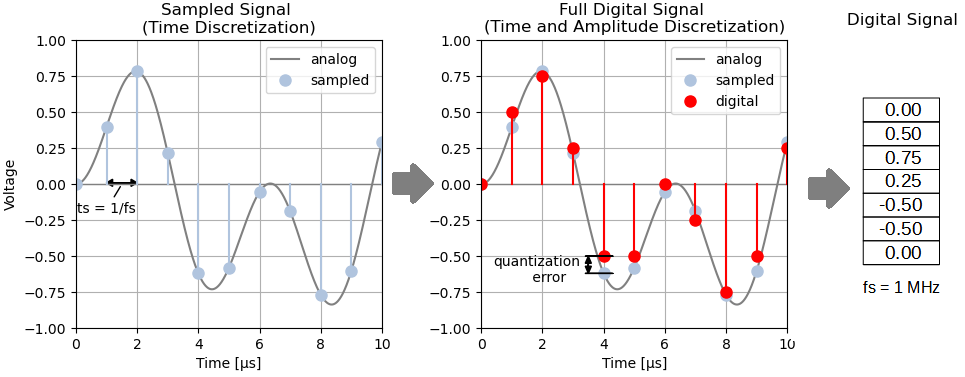 Sampled Signal
(Time Discretization)
Voltage
1.00
0.75
0.50
0.25
0.00
−0.25
−0.50
−0.75
−1.00
analog
sampled
ts = 1/fs
0 2 4 6 8 10
Time [µs]
Full Digital Signal
(Time and Amplitude Discretization)
1.00
0.75
0.50
0.25
0.00
−0.25
−0.50
−0.75
−1.00
analog
sampled
digital
quantization
error
0 2 4 6 8 10
Time [µs]
Digital Signal
0.00
0.50
0.75
0.25
-0.50
-0.50
0.00
fs = 1 MHz